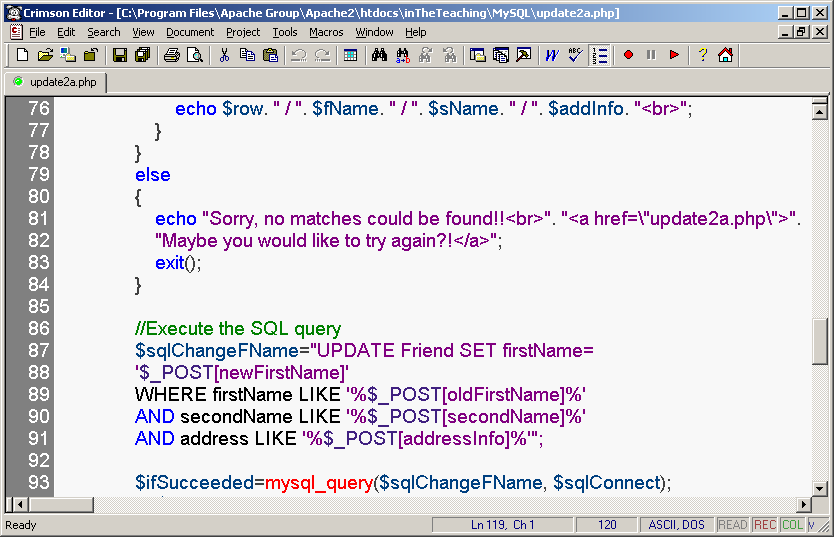 Crimson Editor - [C:\Program Files\Apache Group\Apache2\htdocs\inTheTeaching\MySQL\update2a.php]
File Edit Search View Document Project Tools Macros Window Help
update2a.php
76 echo $row. " / ". $fName. " / ". $sName. " / ". $addInfo. "<br>";
77 }
78 }
79 else
80 {
81 echo "Sorry, no matches could be found!!<br>". "<a href=\"update2a.php\">".
82 "Maybe you would like to try again?!</a>";
83 exit();
84 }
85
86 //Execute the SQL query
87 $sqlChangeFName="UPDATE Friend SET firstName=
88 '$_POST[newFirstName]'
89 WHERE firstName LIKE '%$_POST[oldFirstName]%'
90 AND secondName LIKE '%$_POST[secondName]%'
91 AND address LIKE '%$_POST[addressInfo]%'";
92
93 $ifSucceeded=mysql_query($sqlChangeFName, $sqlConnect);
Ready Ln 119, Ch 1 120 ASCII, DOS READ REC COL